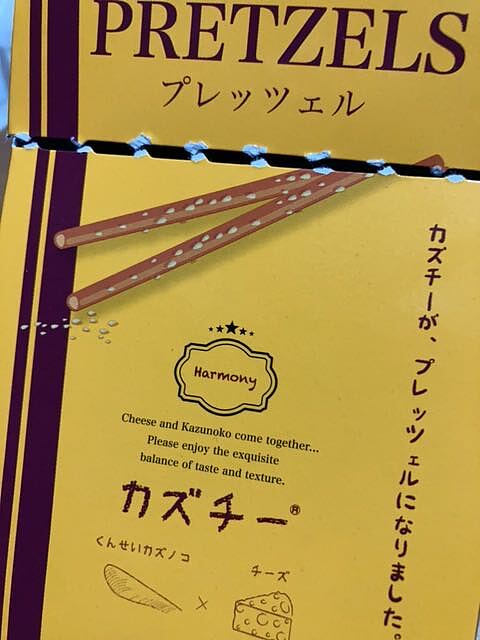 PRETZELS
プレッツェル
カズチーが、プレッツェルになりました。
Harmony
Cheese and Kazunoko come together...
Please enjoy the exquisite
balance of taste and texture.
カズチー®
くんせいカズノコ
×
チーズ